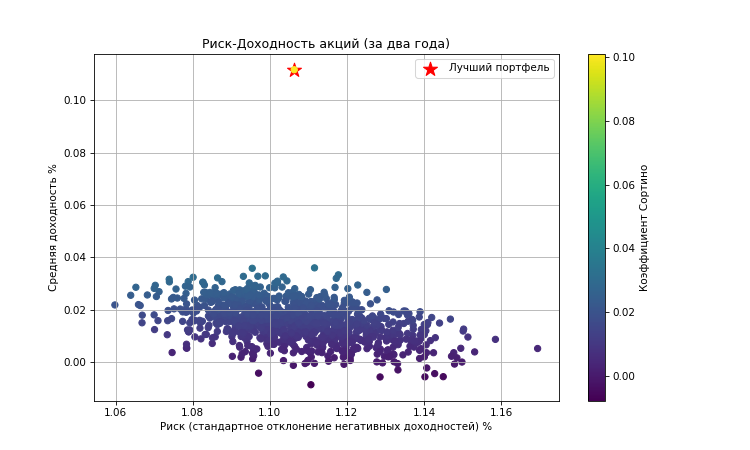 Риск-Доходность акций (за два года)
Лучший портфель
Средняя доходность %
0.10
0.08
0.06
0.04
0.02
0.00
1.06 1.08 1.10 1.12 1.14 1.16
Риск (стандартное отклонение негативных доходностей) %
0.10
0.08
0.06
0.04
0.02
0.00
Коэффициент Сортино